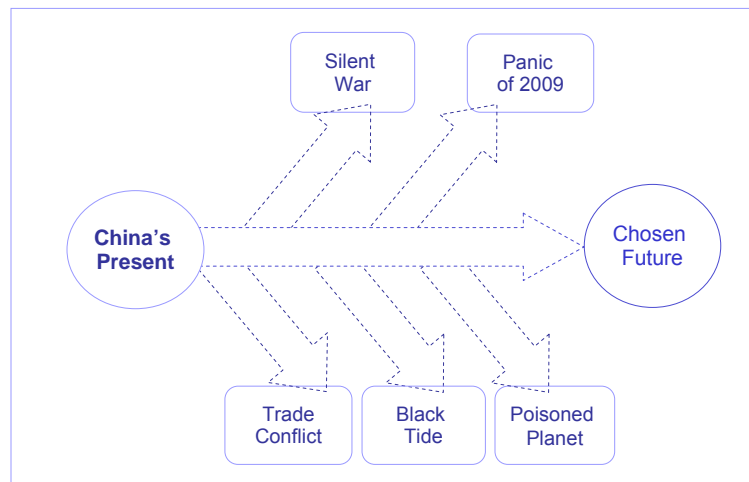 Silent
War
Panic
of 2009
China's
Present
Chosen
Future
Trade
Conflict
Black
Tide
Poisoned
Planet